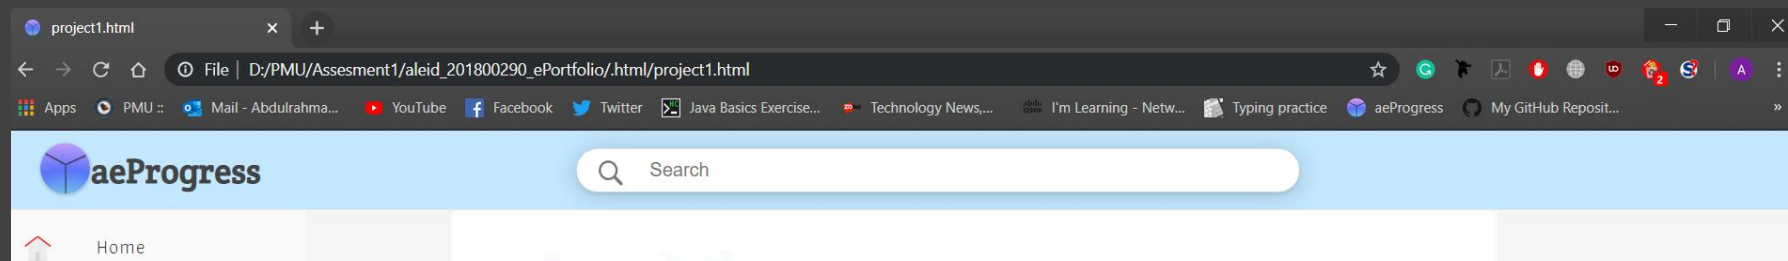 project1.html
File | D:/PMU/Assesment1/aleid_201800290_ePortfolio/.html/project1.html
2 A
Apps PMU :: Mail - Abdulrahma... YouTube Facebook Twitter Java Basics Exercise... Technology News,... I'm Learning - Netw... Typing practice aeProgress My GitHub Reposit... »
aeProgress Search
Home